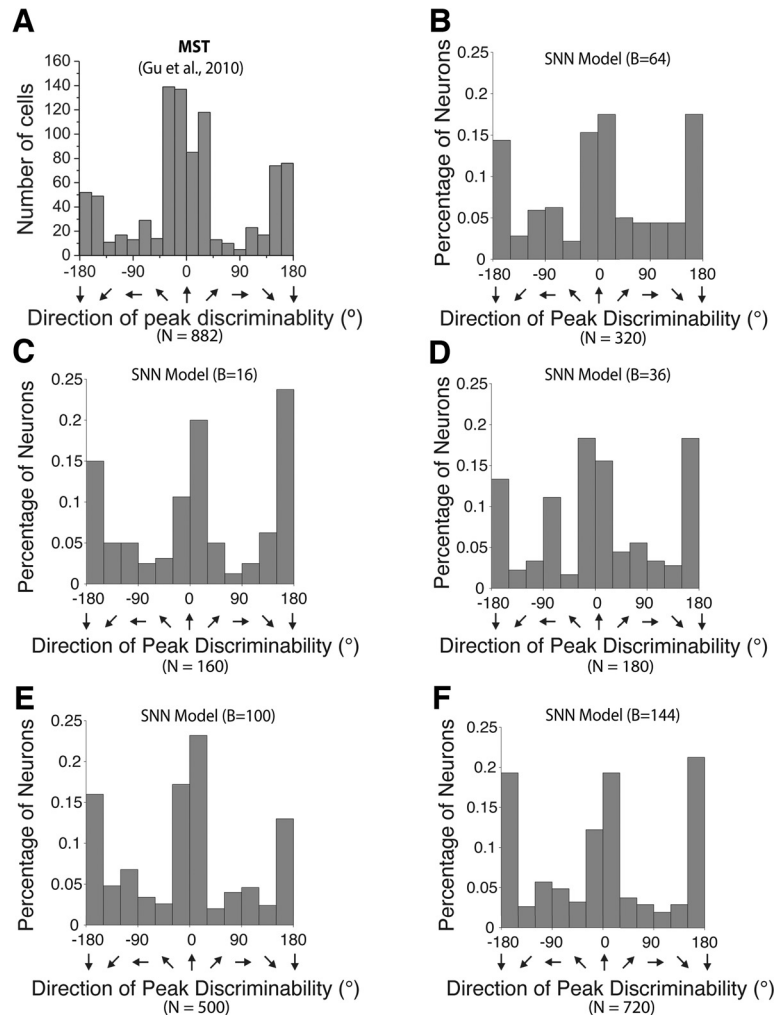 A
MST
(Gu et al., 2010)
Number of cells
160
140
120
100
80
60
40
20
0
-180 -90 0 90 180
Direction of peak discriminablity (º)
(N = 882)
B
SNN Model (B=64)
Percentage of Neurons
0.25
0.2
0.15
0.1
0.05
0
-180 -90 0 90 180
Direction of Peak Discriminability (°)
(N = 320)
C
SNN Model (B=16)
Percentage of Neurons
0.25
0.2
0.15
0.1
0.05
0
-180 -90 0 90 180
Direction of Peak Discriminability (°)
(N = 160)
D
SNN Model (B=36)
Percentage of Neurons
0.25
0.2
0.15
0.1
0.05
0
-180 -90 0 90 180
Direction of Peak Discriminability (°)
(N = 180)
E
SNN Model (B=100)
Percentage of Neurons
0.25
0.2
0.15
0.1
0.05
0
-180 -90 0 90 180
Direction of Peak Discriminability (°)
(N = 500)
F
SNN Model (B=144)
Percentage of Neurons
0.25
0.2
0.15
0.1
0.05
0
-180 -90 0 90 180
Direction of Peak Discriminability (°)
(N = 720)